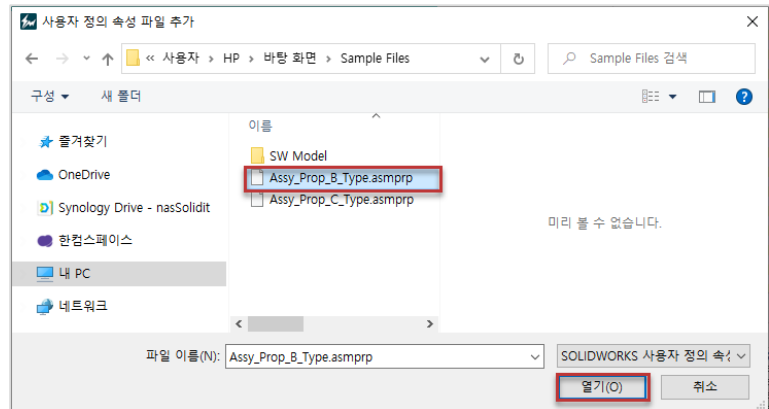 사용자 정의 속성 파일 추가
« 사용자 › HP › 바탕 화면 › Sample Files
Sample Files 검색
구성 새 폴더
이름
즐겨찾기
OneDrive
Synology Drive - nasSolidit
한컴스페이스
내 PC
네트워크
SW Model
Assy_Prop_B_Type.asmprp
Assy_Prop_C_Type.asmprp
미리 볼 수 없습니다.
파일 이름(N): Assy_Prop_B_Type.asmprp
SOLIDWORKS 사용자 정의 속
열기(O) 취소